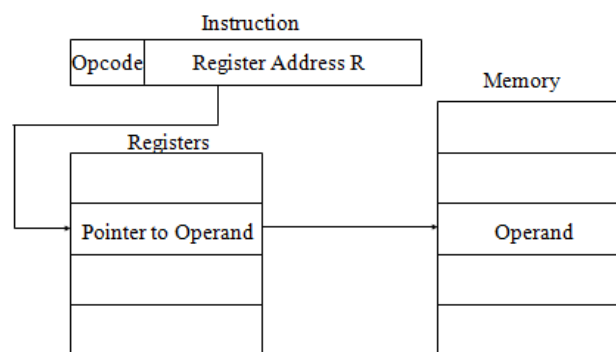 Instruction
Opcode Register Address R
Memory
Registers
Pointer to Operand Operand